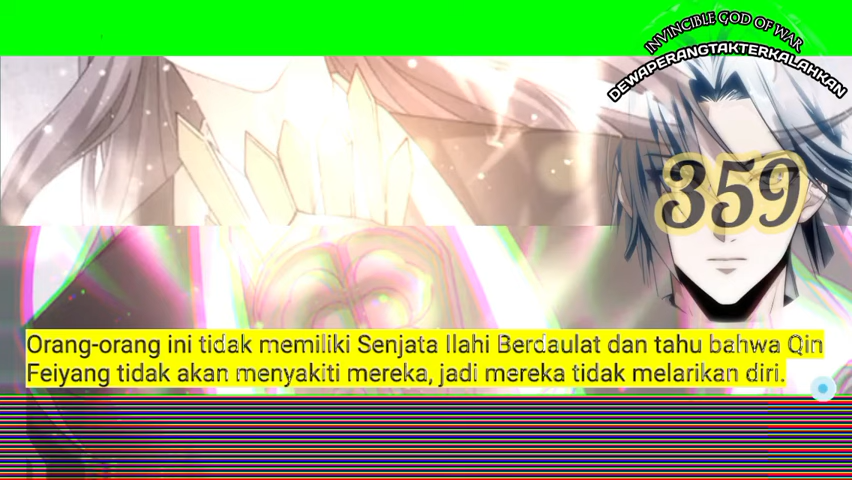 INVINCIBLE GOD OF WAR
DEWAPERANGTAKTERKALAHKAN
359
Orang-orang ini tidak memiliki Senjata Ilahi Berdaulat dan tahu bahwa Qin
Feiyang tidak akan menyakiti mereka, jadi mereka tidak melarikan diri.